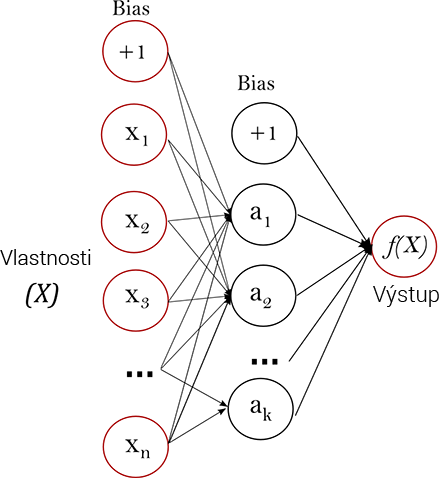 Bias
+1
x1
x2
x3
...
xn
Vlastnosti
(X)
Bias
+1
a1
a2
...
ak
f(X)
Výstup